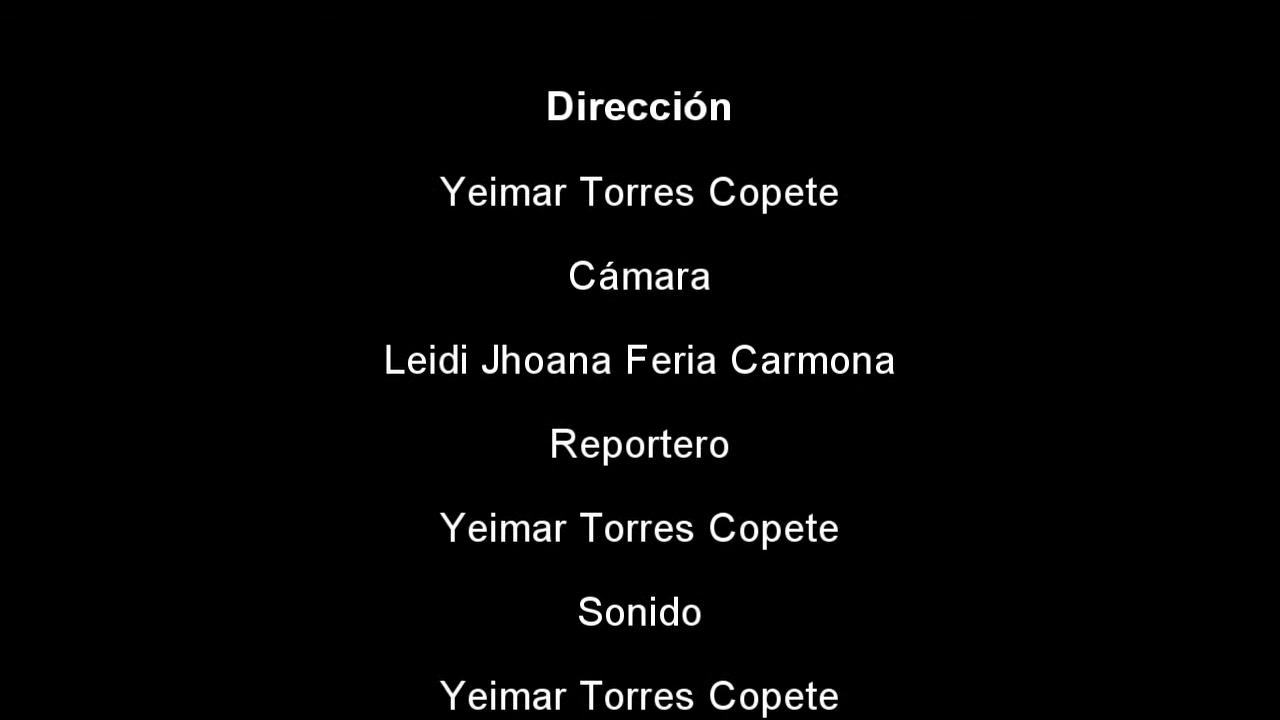 Dirección
Yeimar Torres Copete
Cámara
Leidi Jhoana Feria Carmona
Reportero
Yeimar Torres Copete
Sonido
Yeimar Torres Copete